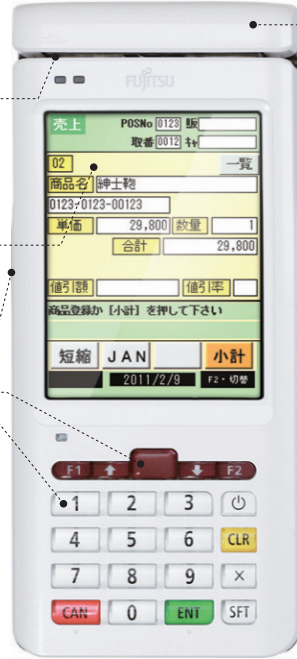 FUJITSU
売上 POSNo 0123 販
取番 0012 ｷｬ
02 一覧
商品名 紳士鞄
0123-0123-00123
単価 29,800 数量 1
合計 29,800
値引額 値引率
商品登録か [小計] を押して下さい
短縮 JAN 小計
2011/2/9 F2・切替
F1 F2
1 2 3
4 5 6 CLR
7 8 9 ×
CAN 0 ENT SFT